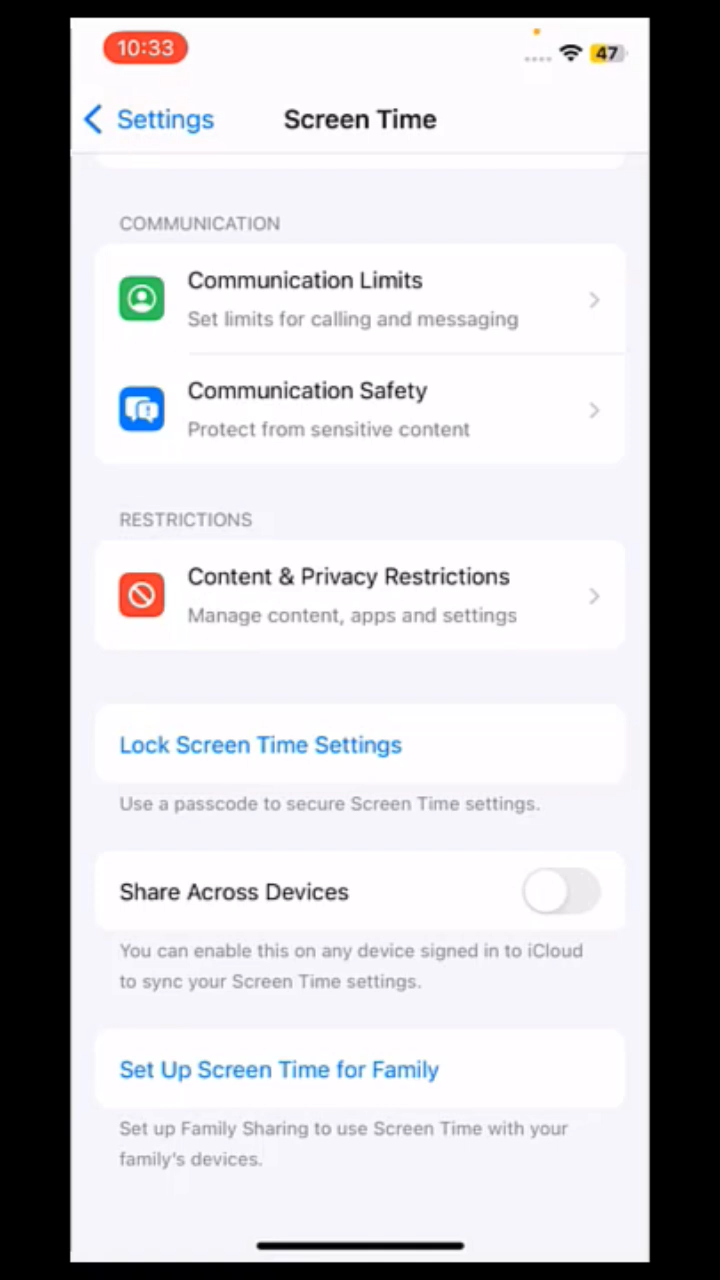 10:33
47
Settings
Screen Time
COMMUNICATION
Communication Limits
Set limits for calling and messaging
Communication Safety
Protect from sensitive content
RESTRICTIONS
Content & Privacy Restrictions
Manage content, apps and settings
Lock Screen Time Settings
Use a passcode to secure Screen Time settings.
Share Across Devices
You can enable this on any device signed in to iCloud
to sync your Screen Time settings.
Set Up Screen Time for Family
Set up Family Sharing to use Screen Time with your
family's devices.